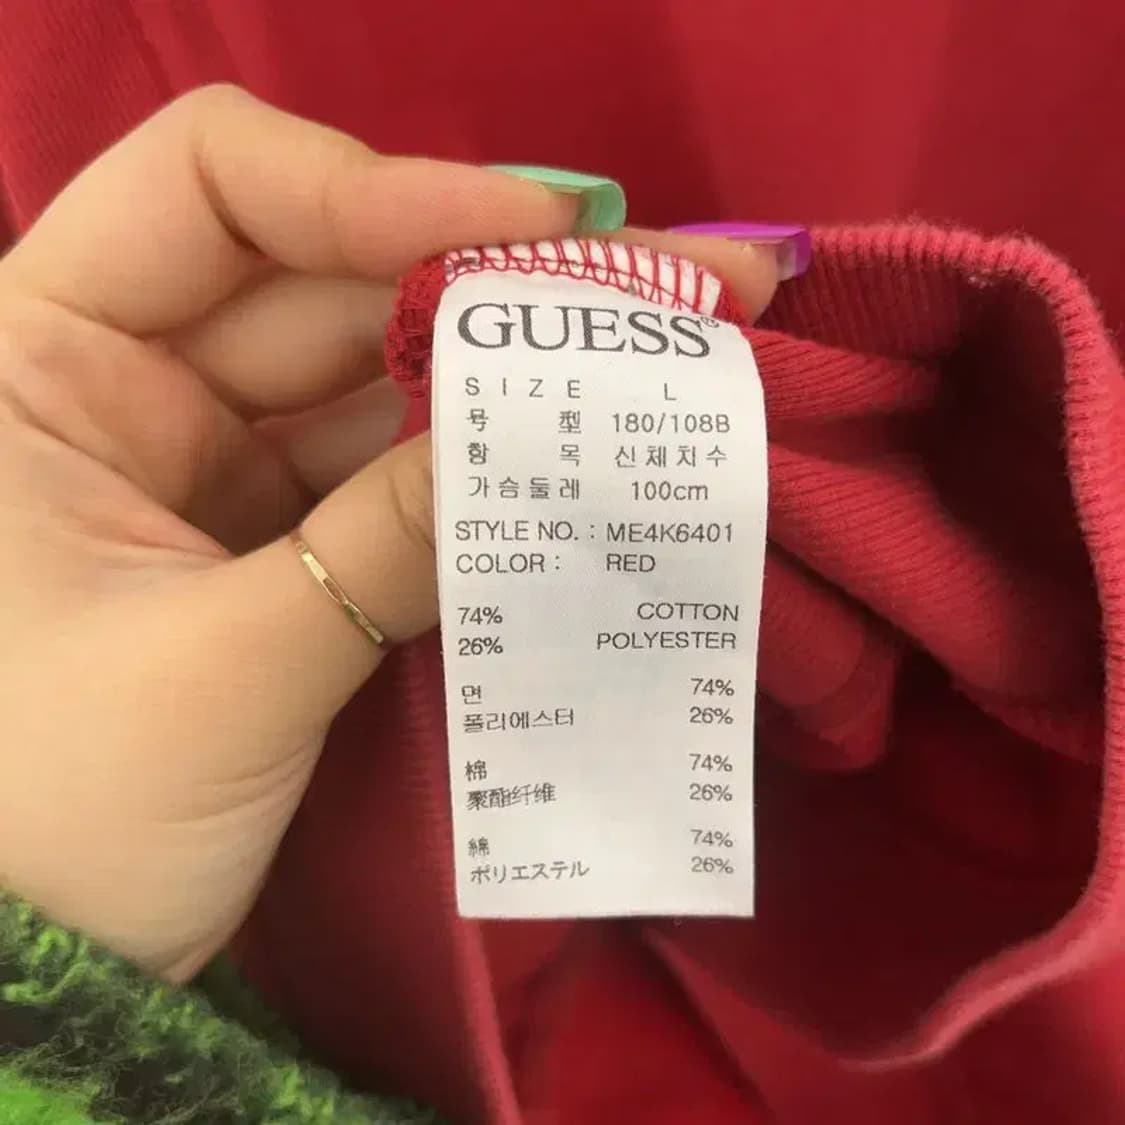 GUESS®
SIZE L
号型 180/108B
항목 신체치수
가슴둘레 100cm
STYLE NO. : ME4K6401
COLOR : RED
74% COTTON
26% POLYESTER
면 74%
폴리에스터 26%
棉 74%
聚酯纤维 26%
綿 74%
ポリエステル 26%